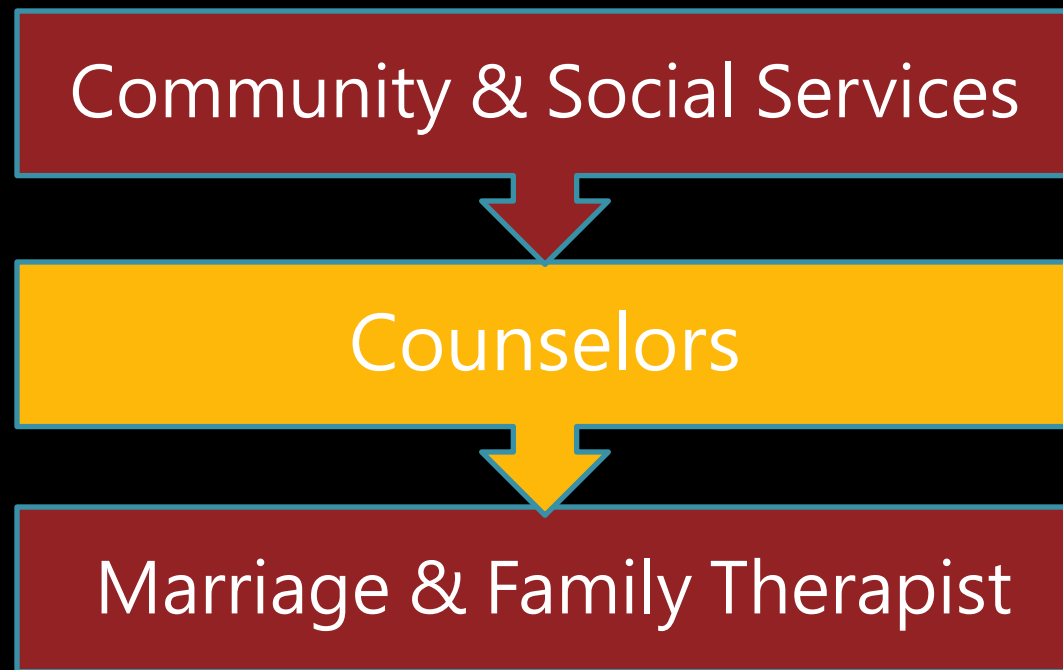 Community & Social Services
Counselors
Marriage & Family Therapist